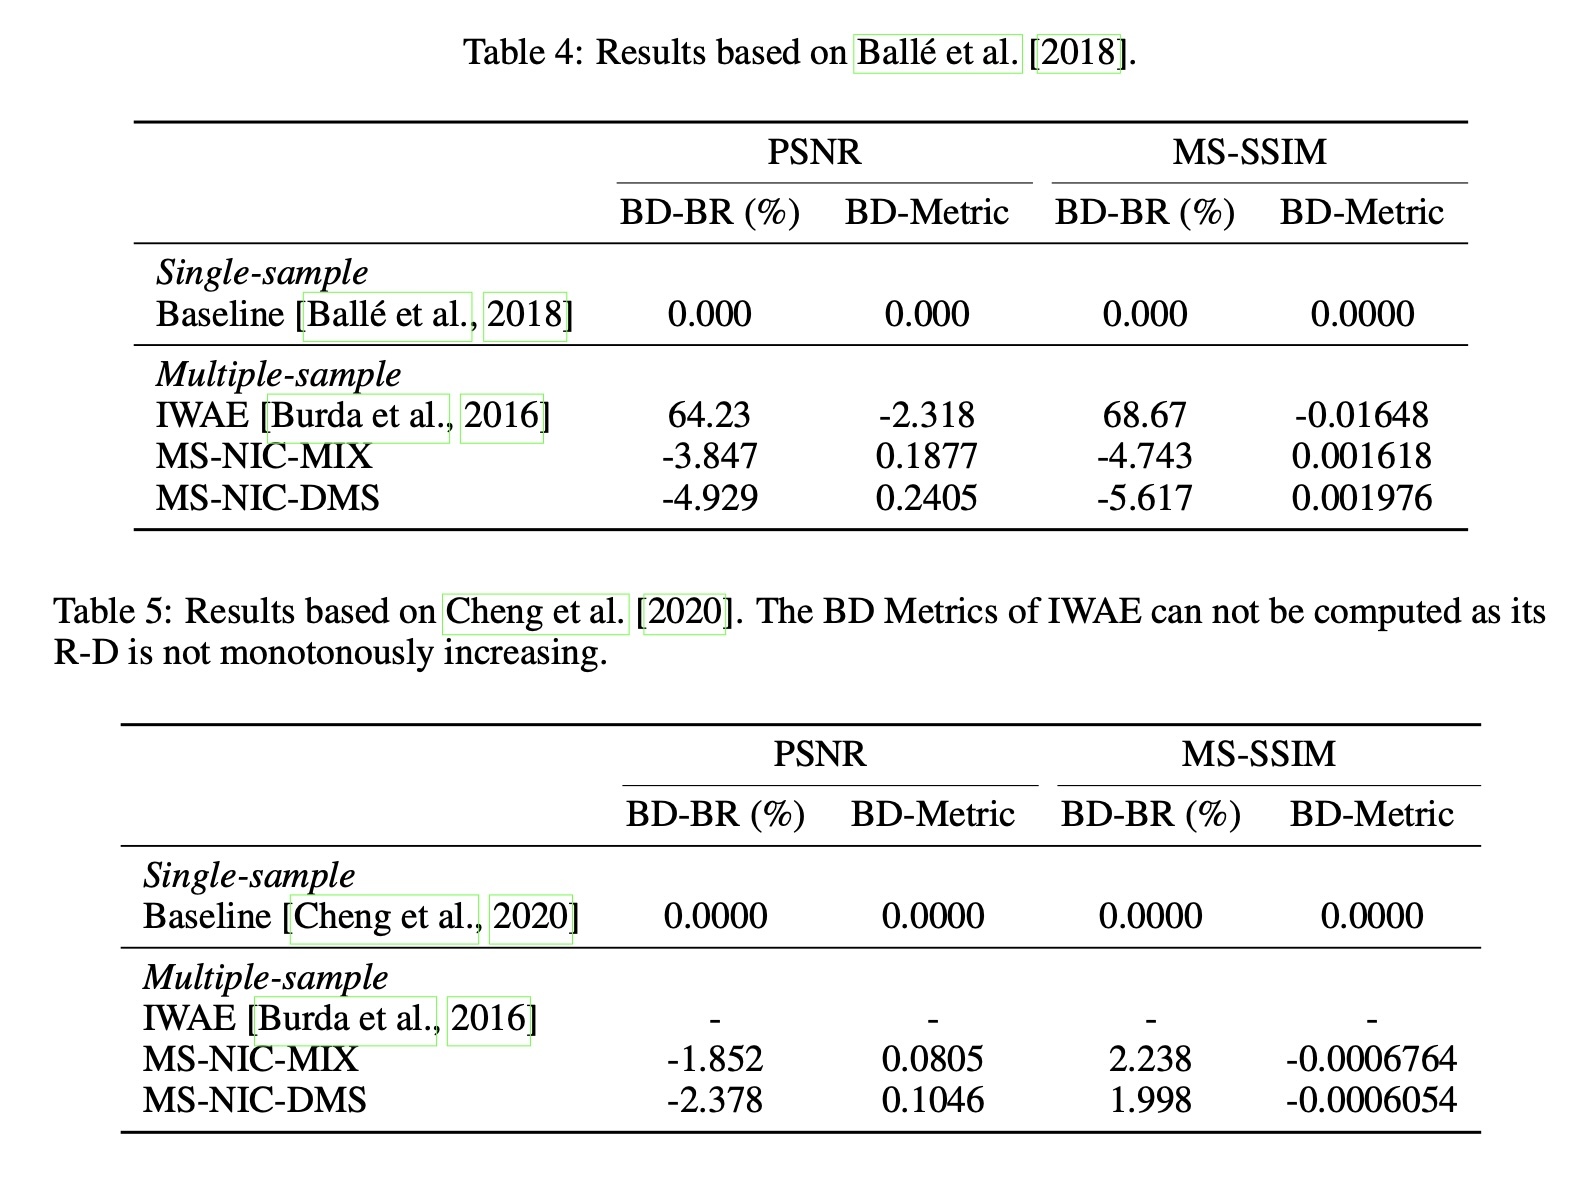 Table 4: Results based on Ballé et al. [2018].
PSNR MS-SSIM
BD-BR (%) BD-Metric BD-BR (%) BD-Metric
Single-sample
Baseline [Ballé et al., 2018] 0.000 0.000 0.000 0.0000
Multiple-sample
IWAE [Burda et al., 2016] 64.23 -2.318 68.67 -0.01648
MS-NIC-MIX -3.847 0.1877 -4.743 0.001618
MS-NIC-DMS -4.929 0.2405 -5.617 0.001976
Table 5: Results based on Cheng et al. [2020]. The BD Metrics of IWAE can not be computed as its
R-D is not monotonously increasing.
PSNR MS-SSIM
BD-BR (%) BD-Metric BD-BR (%) BD-Metric
Single-sample
Baseline [Cheng et al., 2020] 0.0000 0.0000 0.0000 0.0000
Multiple-sample
IWAE [Burda et al., 2016] - - - -
MS-NIC-MIX -1.852 0.0805 2.238 -0.0006764
MS-NIC-DMS -2.378 0.1046 1.998 -0.0006054